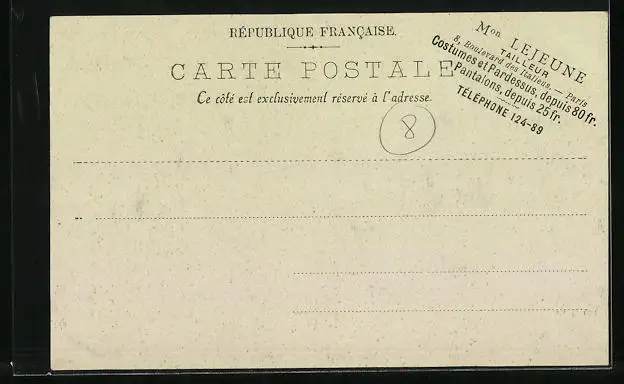 RÉPUBLIQUE FRANÇAISE.
CARTE POSTALE
Ce côté est exclusivement réservé à l'adresse.
Mon LEJEUNE
TAILLEUR
8, Boulevard des Italiens. — Paris
Costumes et Pardessus, depuis 80 fr.
Pantalons, depuis 25 fr.
TÉLÉPHONE 124-89
8